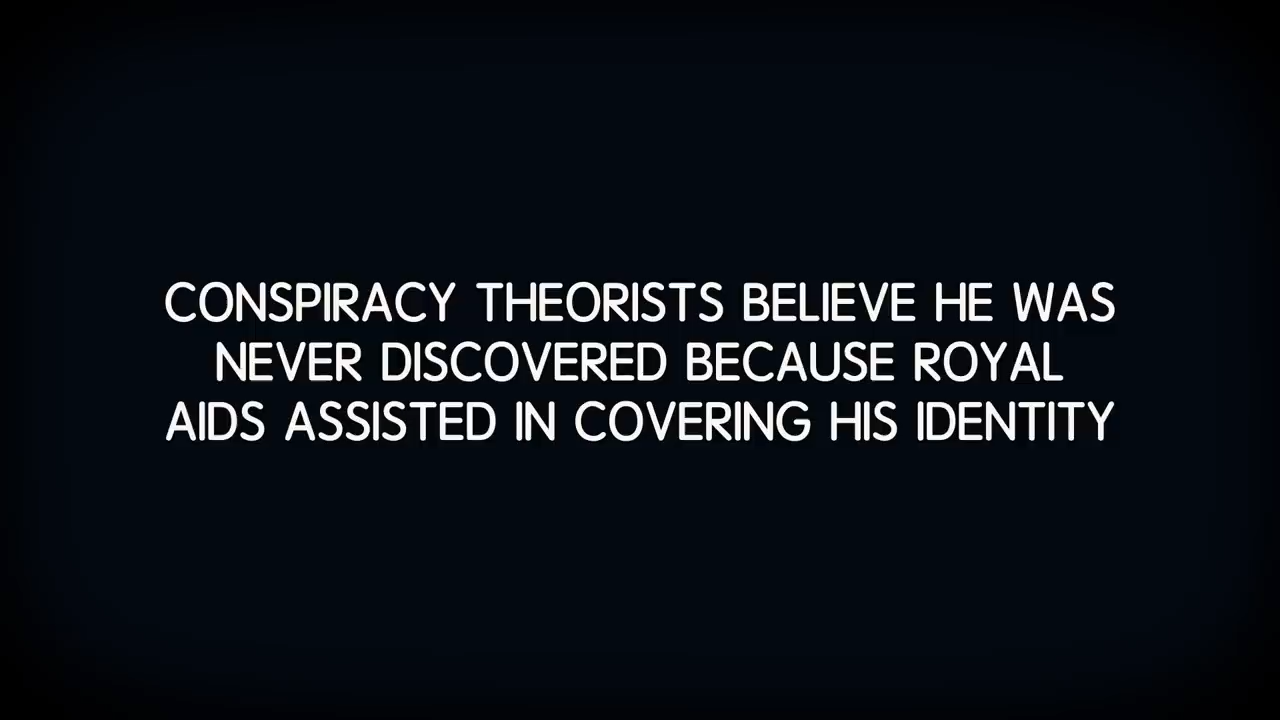 CONSPIRACY THEORISTS BELIEVE HE WAS
NEVER DISCOVERED BECAUSE ROYAL
AIDS ASSISTED IN COVERING HIS IDENTITY